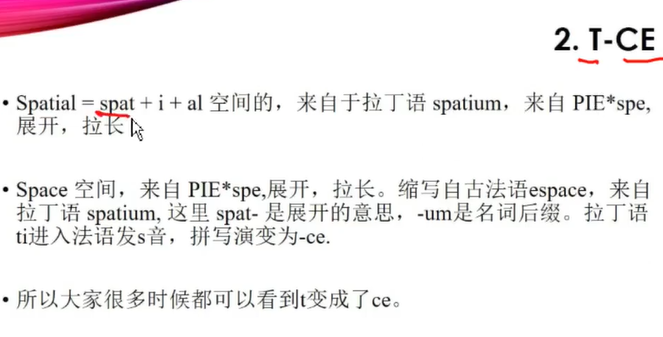 2. T-CE
• Spatial = spat + i + al 空间的，来自于拉丁语 spatium，来自 PIE*spe,
展开，拉长
• Space 空间，来自 PIE*spe,展开，拉长。缩写自古法语espace，来自
拉丁语 spatium, 这里 spat- 是展开的意思，-um是名词后缀。拉丁语
ti进入法语发s音，拼写演变为-ce.
• 所以大家很多时候都可以看到t变成了ce。